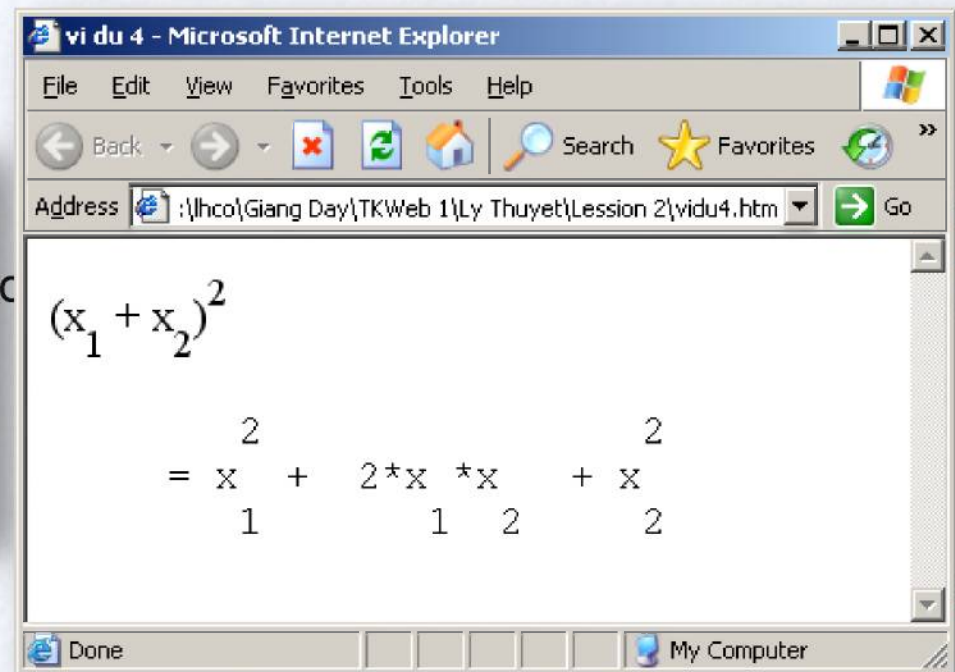 vi du 4 - Microsoft Internet Explorer
File Edit View Favorites Tools Help
Back Search Favorites »
Address :\lhco\Giang Day\TKWeb 1\Ly Thuyet\Lession 2\vidu4.htm Go
(x₁ + x₂)²
2 2
= x + 2*x *x + x
1 1 2 2
Done My Computer